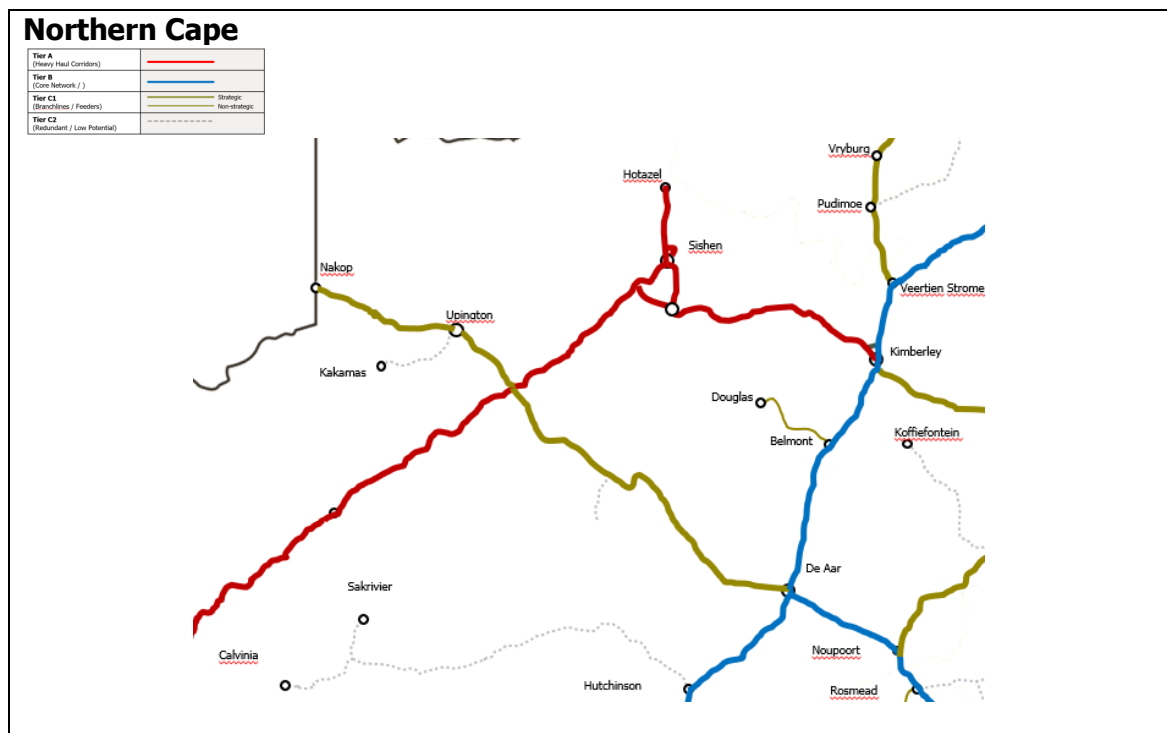 Northern Cape
Tier A
(Heavy Haul Corridors)
Tier B
(Core Network / )
Tier C1
(Branchlines / Feeders)
Strategic
Non-strategic
Tier C2
(Redundant / Low Potential)
Vryburg
Hotazel
Pudimoe
Sishen
Nakop
Veertien Strome
Upington
Kimberley
Kakamas
Douglas
Koffiefontein
Belmont
De Aar
Sakrivier
Noupoort
Calvinia
Hutchinson
Rosmead